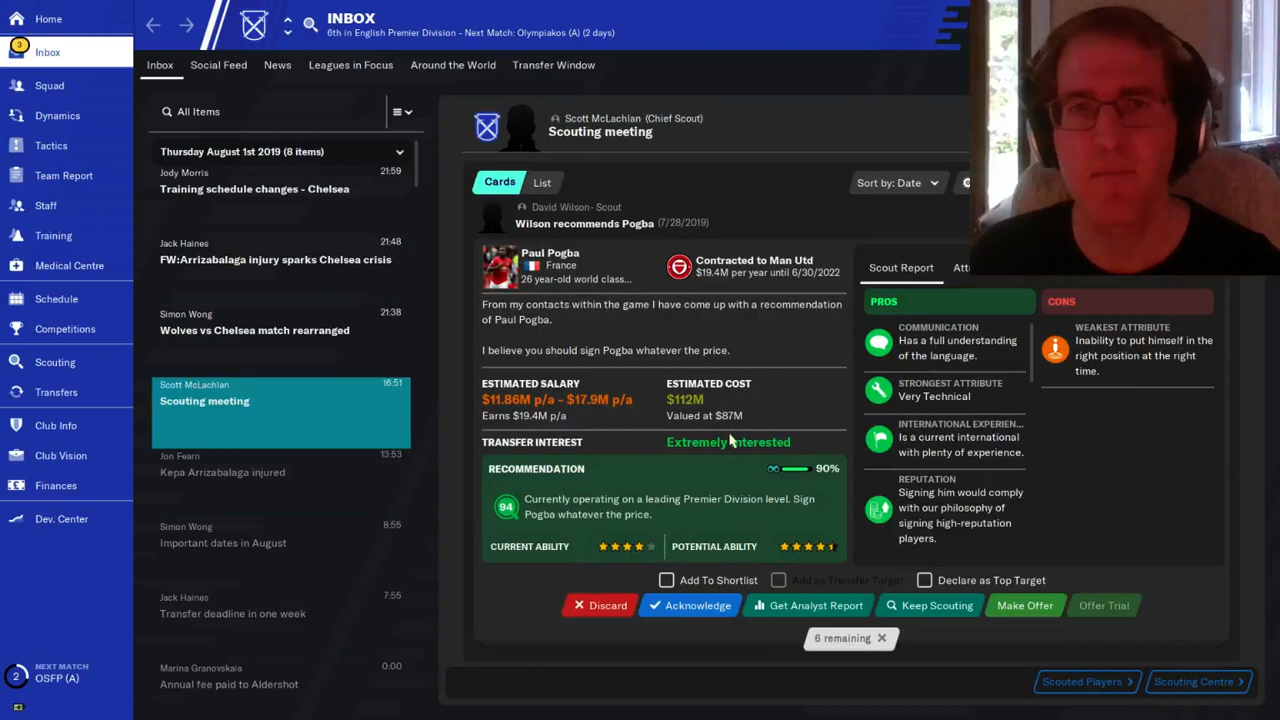 Home
INBOX
6th in English Premier Division - Next Match: Olympiakos (A) (2 days)
3
Inbox
Inbox
Social Feed
News
Leagues in Focus
Around the World
Transfer Window
Squad
Dynamics
Tactics
Team Report
Staff
Training
Medical Centre
Schedule
Competitions
Scouting
Transfers
Club Info
Club Vision
Finances
Dev. Center
2
NEXT MATCH
OSFP (A)
All Items
Thursday August 1st 2019 (8 items)
Jody Morris 21:59
Training schedule changes - Chelsea
Jack Haines 21:48
FW:Arrizabalaga injury sparks Chelsea crisis
Simon Wong 21:38
Wolves vs Chelsea match rearranged
Scott McLachlan 16:51
Scouting meeting
Jon Fearn 13:53
Kepa Arrizabalaga injured
Simon Wong 8:55
Important dates in August
Jack Haines 7:55
Transfer deadline in one week
Marina Granovskaia 0:00
Annual fee paid to Aldershot
Scott McLachlan (Chief Scout)
Scouting meeting
Cards List Sort by: Date
David Wilson- Scout
Wilson recommends Pogba (7/28/2019)
Paul Pogba
France
26 year-old world class...
Contracted to Man Utd
$19.4M per year until 6/30/2022
From my contacts within the game I have come up with a recommendation
of Paul Pogba.
I believe you should sign Pogba whatever the price.
ESTIMATED SALARY ESTIMATED COST
$11.86M p/a - $17.9M p/a $112M
Earns $19.4M p/a Valued at $87M
TRANSFER INTEREST
RECOMMENDATION 90%
94
Currently operating on a leading Premier Division level. Sign
Pogba whatever the price.
CURRENT ABILITY POTENTIAL ABILITY
Extremely
Scout Report
PROS
COMMUNICATION
Has a full understanding
of the language.
STRONGEST ATTRIBUTE
Very Technical
INTERNATIONAL EXPERIEN...
Is a current international
with plenty of experience.
REPUTATION
Signing him would comply
with our philosophy of
signing high-reputation
players.
CONS
WEAKEST ATTRIBUTE
Inability to put himself in the
right position at the right
time.
Add To Shortlist Add as Transfer Target Declare as Top Target
Discard Acknowledge Get Analyst Report Keep Scouting Make Offer Offer Trial
6 remaining
Scouted Players Scouting Centre